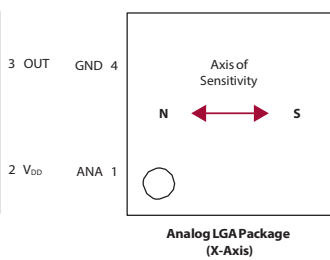 3 OUT GND 4
Axis of
Sensitivity
N S
2 VDD ANA 1
Analog LGA Package
(X-Axis)